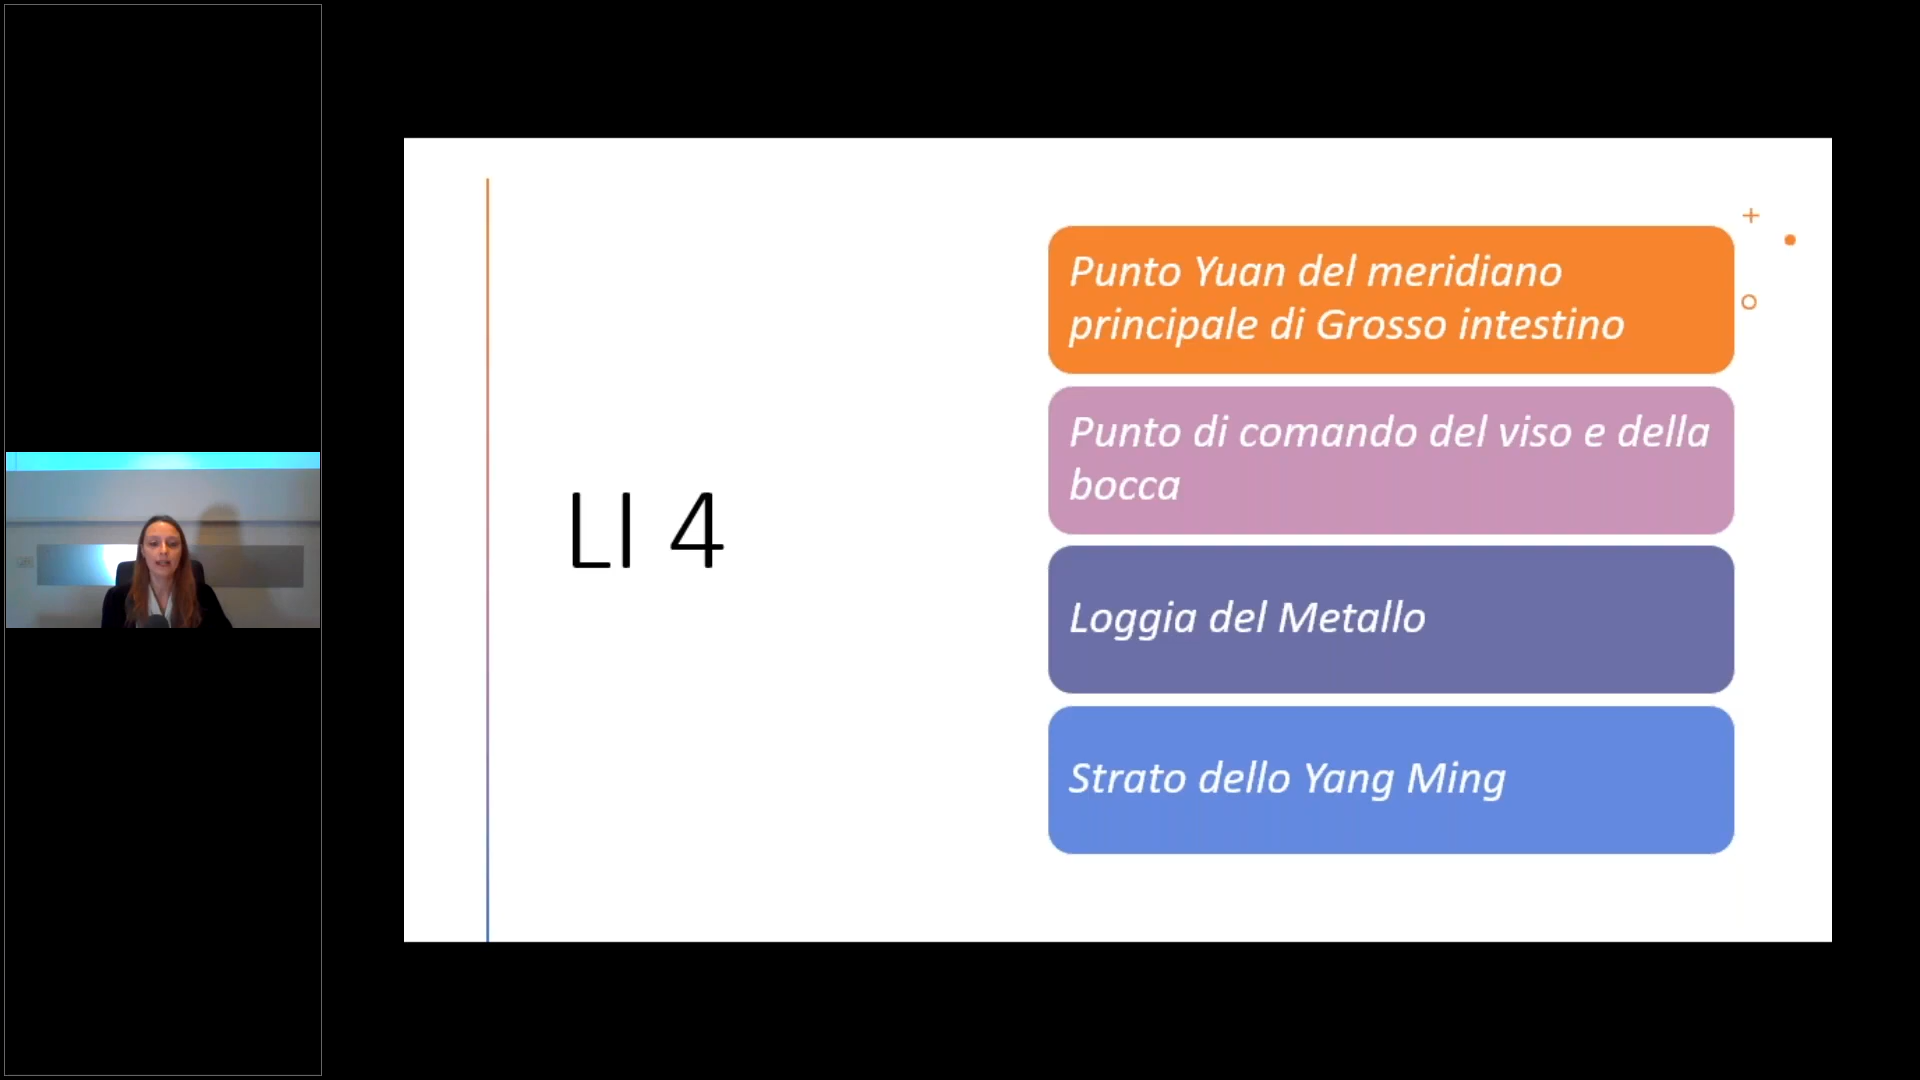 LI 4
Punto Yuan del meridiano
principale di Grosso intestino
Punto di comando del viso e della
bocca
Loggia del Metallo
Strato dello Yang Ming